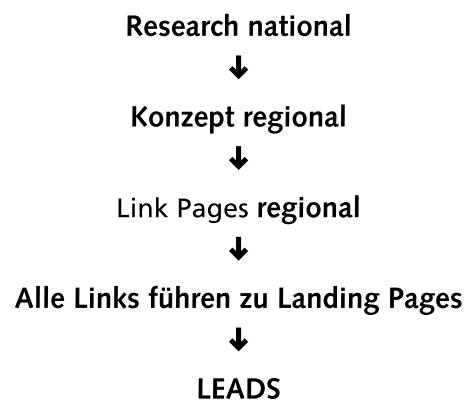 Research national
Konzept regional
Link Pages regional
Alle Links führen zu Landing Pages
LEADS